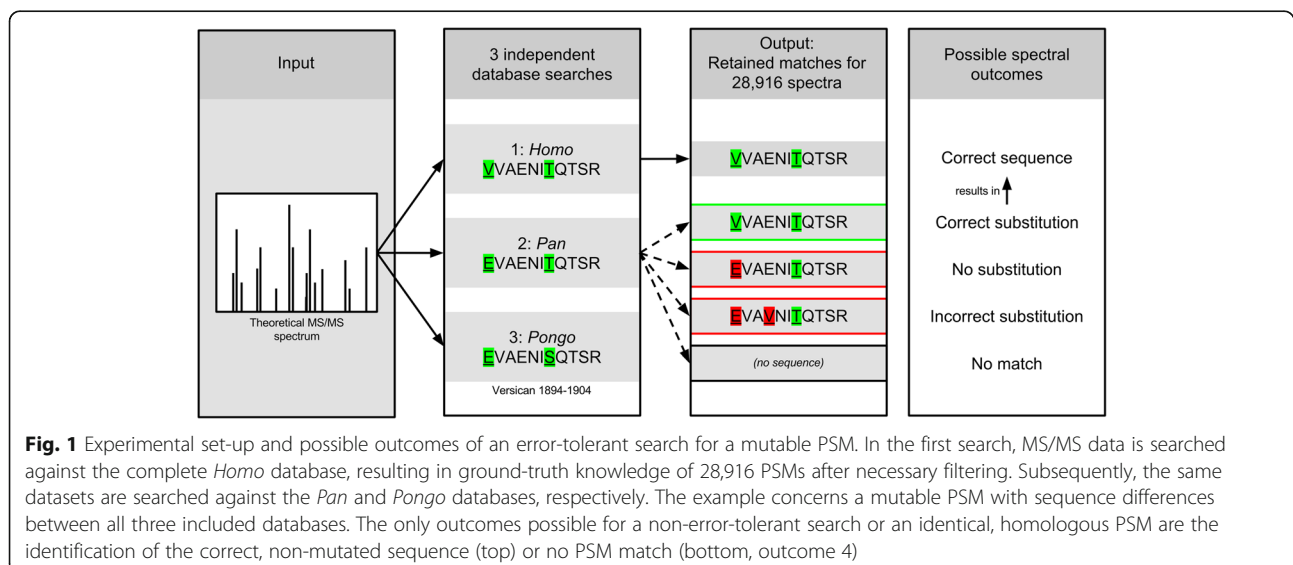 Input
Theoretical MS/MS
spectrum
3 independent
database searches
1: Homo
VVAENITQTSR
2: Pan
EVAENITQTSR
3: Pongo
EVAENISQTSR
Versican 1894-1904
Output:
Retained matches for
28,916 spectra
VVAENITQTSR
VVAENITQTSR
EVAENITQTSR
EVAVNITQTSR
(no sequence)
Possible spectral
outcomes
Correct sequence
results in
Correct substitution
No substitution
Incorrect substitution
No match
Fig. 1 Experimental set-up and possible outcomes of an error-tolerant search for a mutable PSM. In the first search, MS/MS data is searched
against the complete Homo database, resulting in ground-truth knowledge of 28,916 PSMs after necessary filtering. Subsequently, the same
datasets are searched against the Pan and Pongo databases, respectively. The example concerns a mutable PSM with sequence differences
between all three included databases. The only outcomes possible for a non-error-tolerant search or an identical, homologous PSM are the
identification of the correct, non-mutated sequence (top) or no PSM match (bottom, outcome 4)